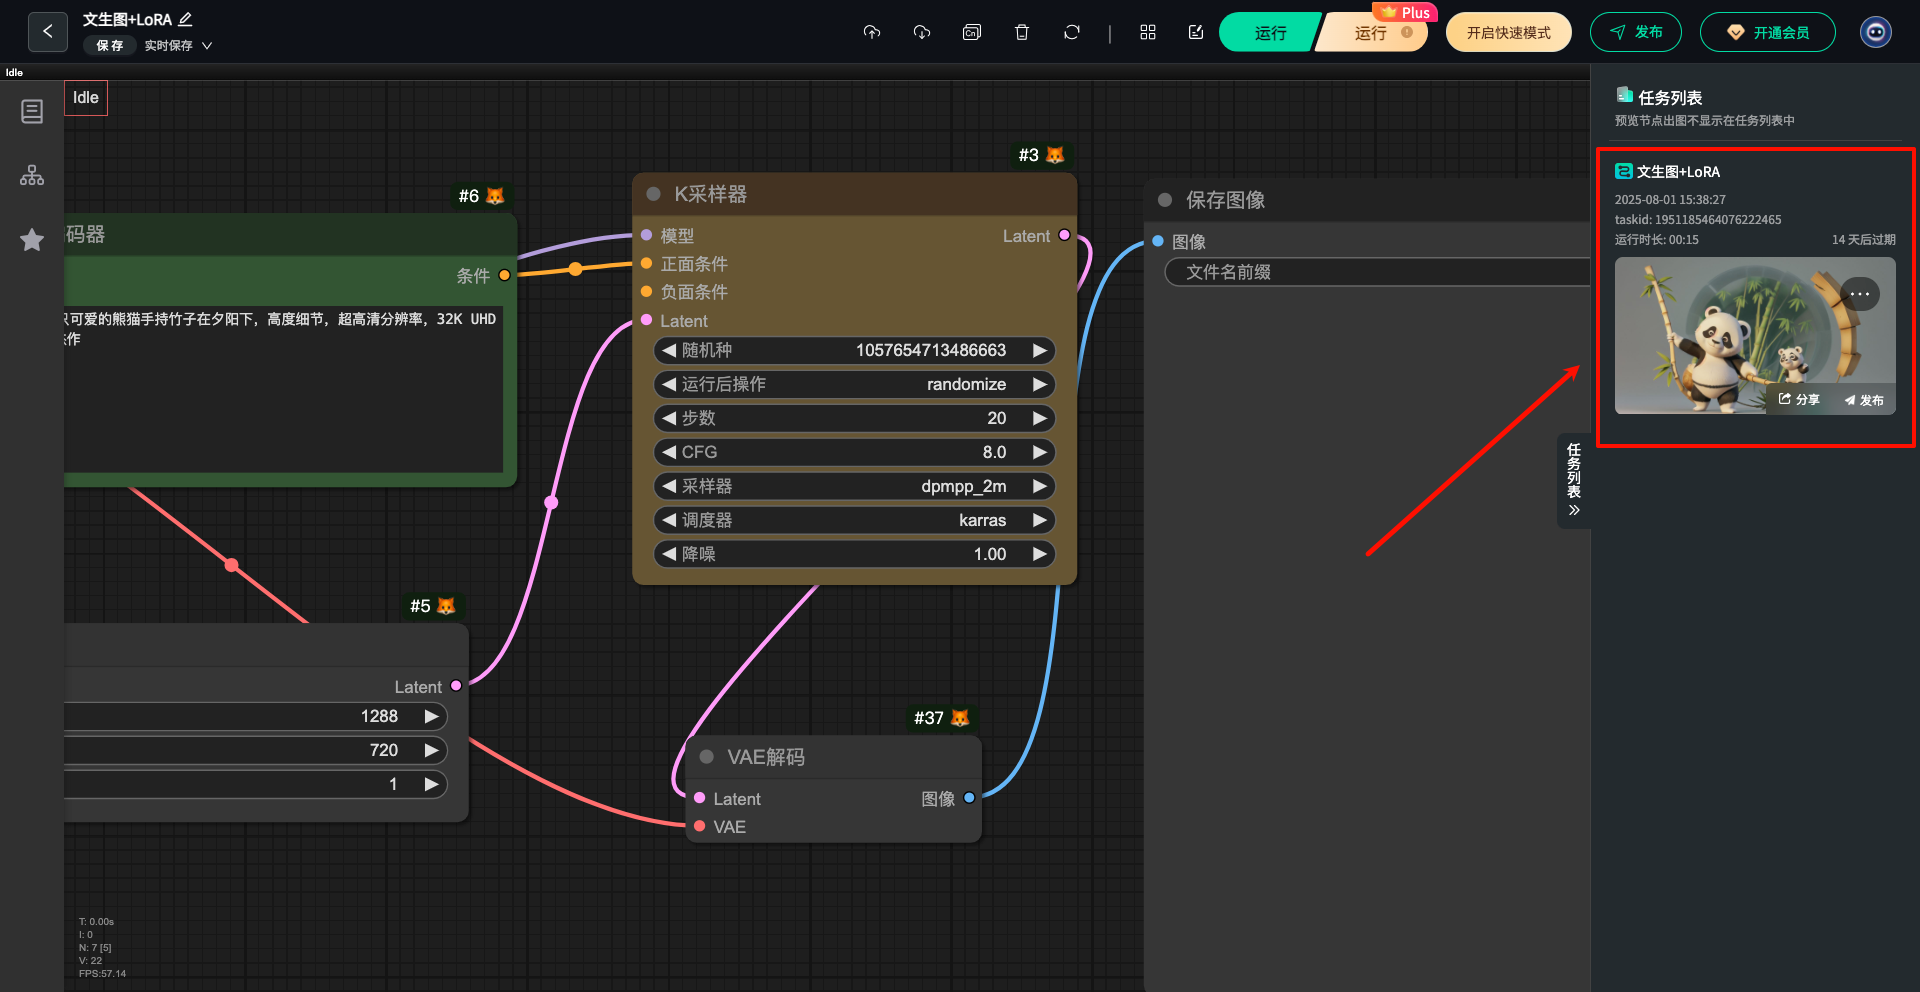 文生图+LoRA
保存 实时保存
Cn
运行
运行
Plus
开启快速模式
发布
开通会员
Idle
Idle
#6
码器
条件
只可爱的熊猫手持竹子在夕阳下，高度细节，超高清分辨率，32K UHD
作
#5
Latent
1288
720
1
#3
K采样器
模型
Latent
正面条件
负面条件
Latent
随机种 1057654713486663
运行后操作 randomize
步数 20
CFG 8.0
采样器 dpmpp_2m
调度器 karras
降噪 1.00
#37
VAE解码
Latent 图像
VAE
保存图像
图像
文件名前缀
任务列表
任务列表
预览节点出图不显示在任务列表中
文生图+LoRA
2025-08-01 15:38:27
taskid: 1951185464076222465
运行时长: 00:15 14 天后过期
分享 发布
T: 0.00s
I: 0
N: 7 [5]
V: 22
FPS:57.14